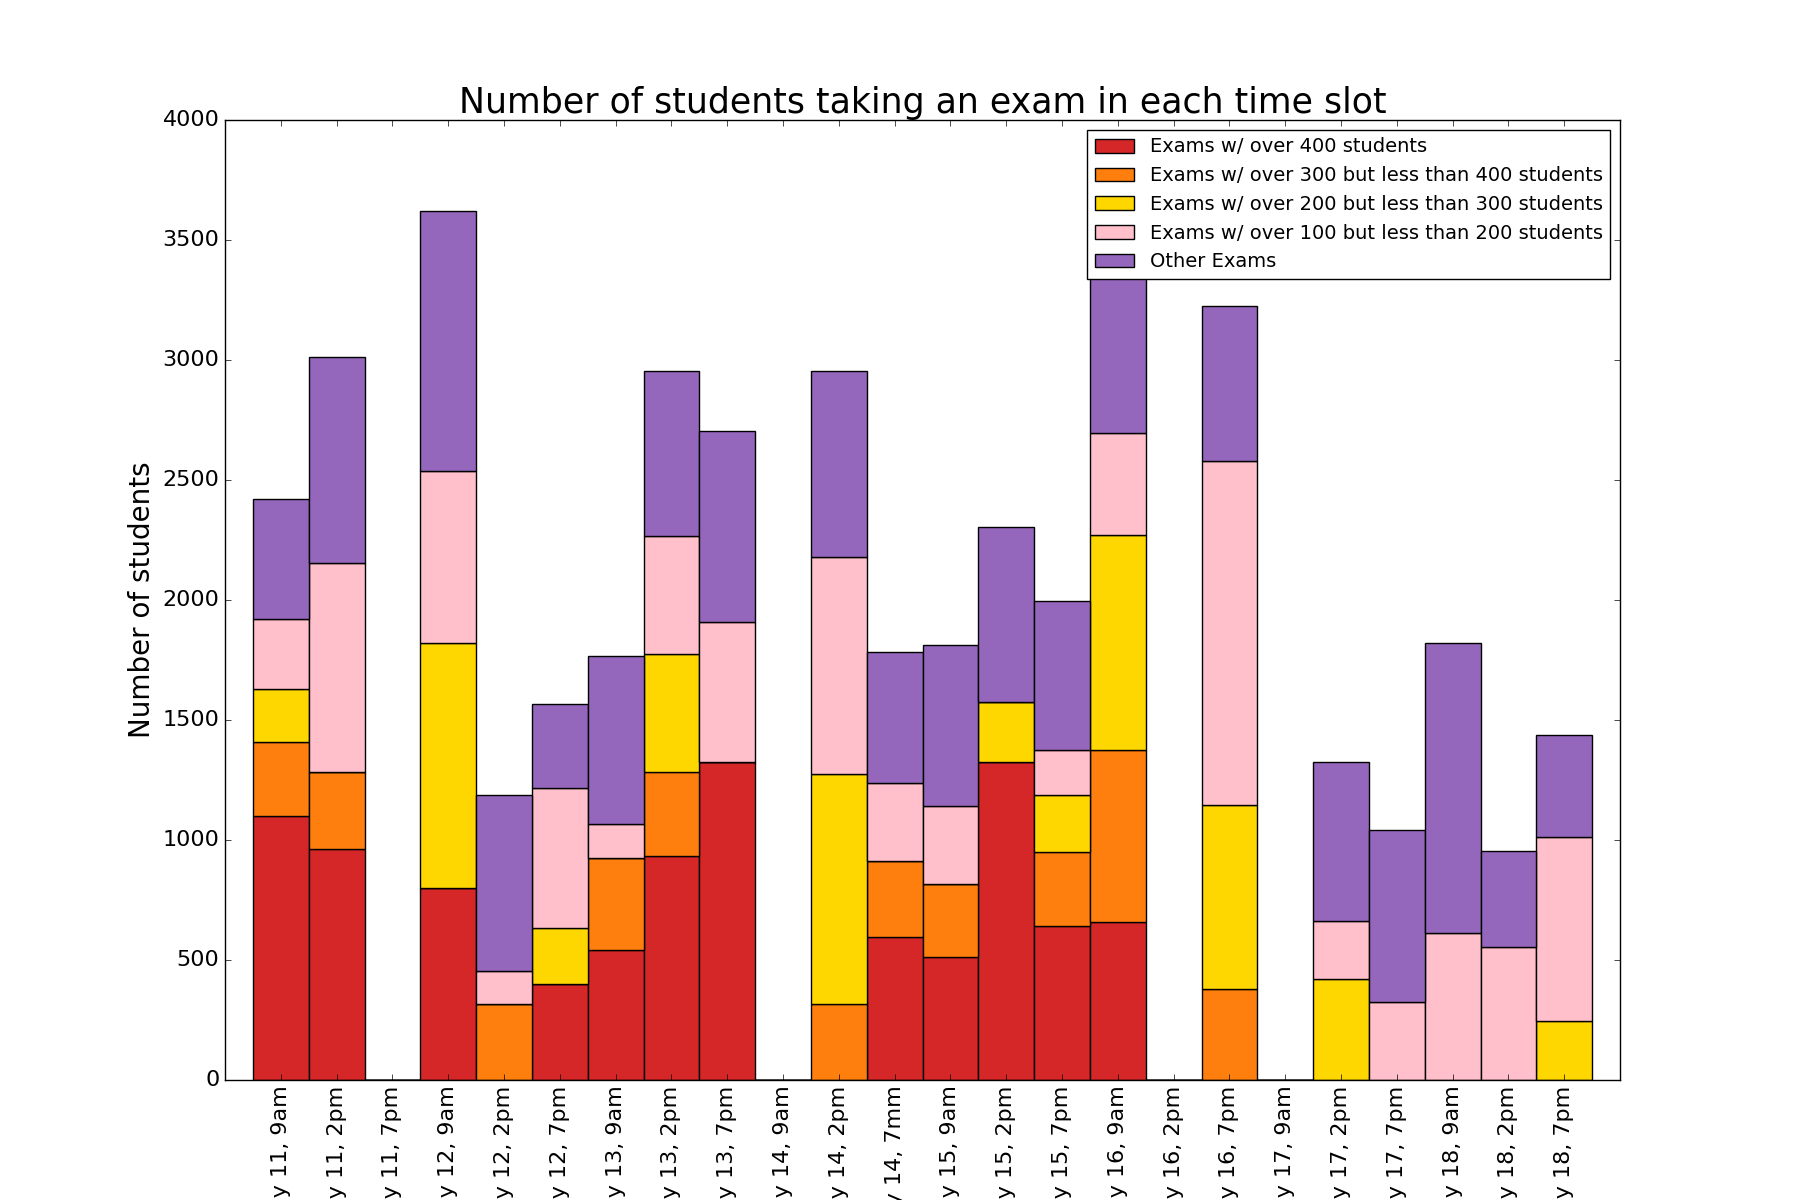 Number of students taking an exam in each time slot
Number of students
4000
3500
3000
2500
2000
1500
1000
500
0
Exams w/ over 400 students
Exams w/ over 300 but less than 400 students
Exams w/ over 200 but less than 300 students
Exams w/ over 100 but less than 200 students
Other Exams
y 11, 9am
y 11, 2pm
y 11, 7pm
y 12, 9am
y 12, 2pm
y 12, 7pm
y 13, 9am
y 13, 2pm
y 13, 7pm
y 14, 9am
y 14, 2pm
y 14, 7mm
y 15, 9am
y 15, 2pm
y 15, 7pm
y 16, 9am
y 16, 2pm
y 16, 7pm
y 17, 9am
y 17, 2pm
y 17, 7pm
y 18, 9am
y 18, 2pm
y 18, 7pm